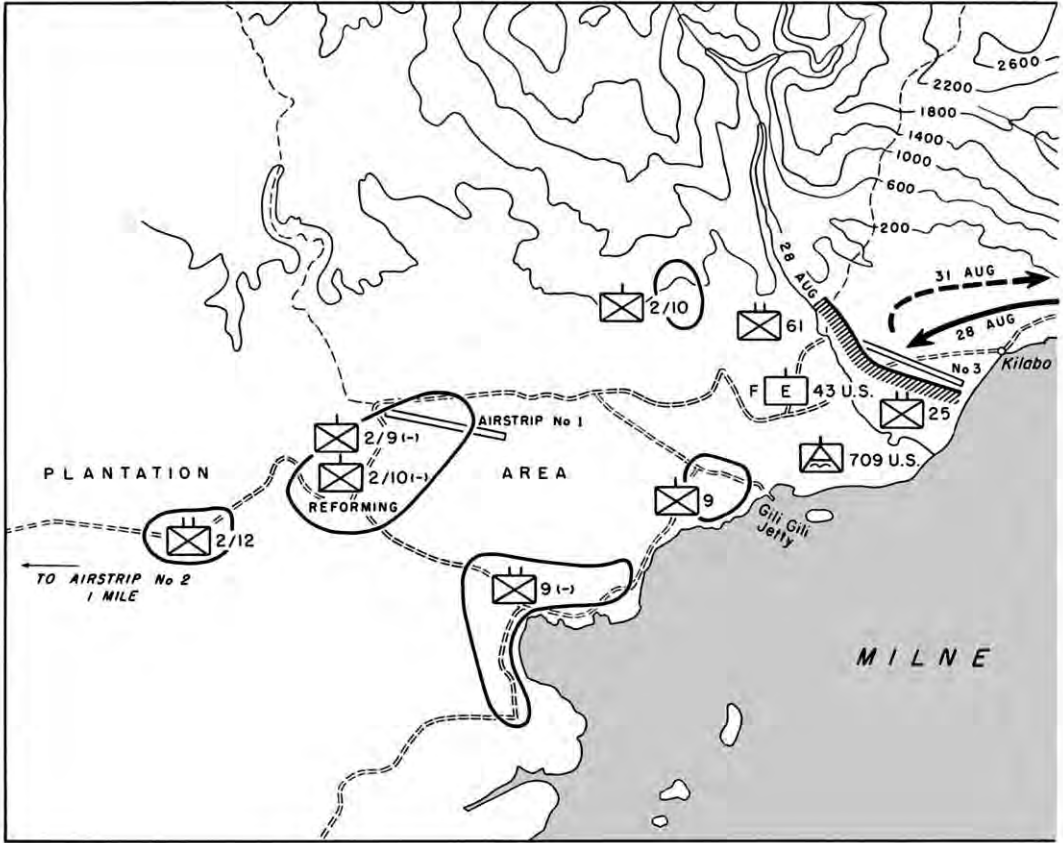 2600
2200
1800
1400
1000
600
200
28 AUG
31 AUG
28 AUG
2/10
61
No 3
Kilabo
F E 43 U.S.
25
AIRSTRIP No 1
2/9 (-)
709 U.S.
PLANTATION AREA
2/10 (-)
9
REFORMING
Gili Gili
Jetty
2/12
TO AIRSTRIP No 2
1 MILE
9 (-)
MILNE